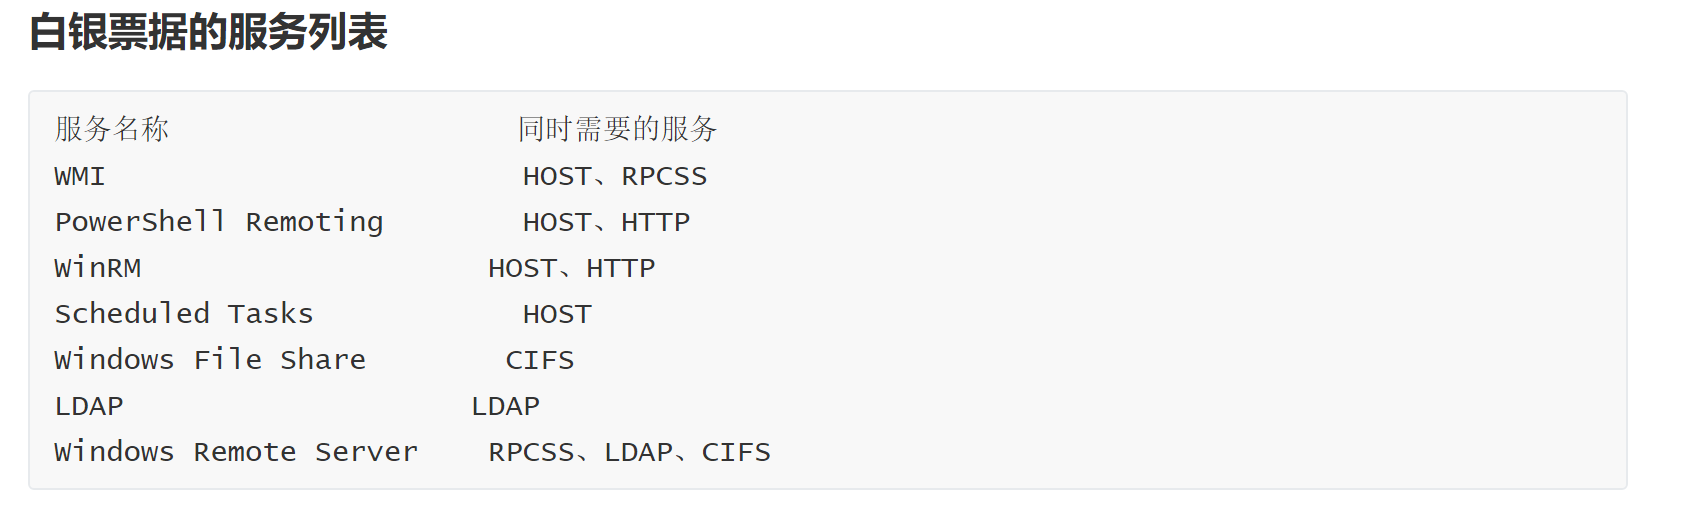 白银票据的服务列表
服务名称 同时需要的服务
WMI HOST、RPCSS
PowerShell Remoting HOST、HTTP
WinRM HOST、HTTP
Scheduled Tasks HOST
Windows File Share CIFS
LDAP LDAP
Windows Remote Server RPCSS、LDAP、CIFS